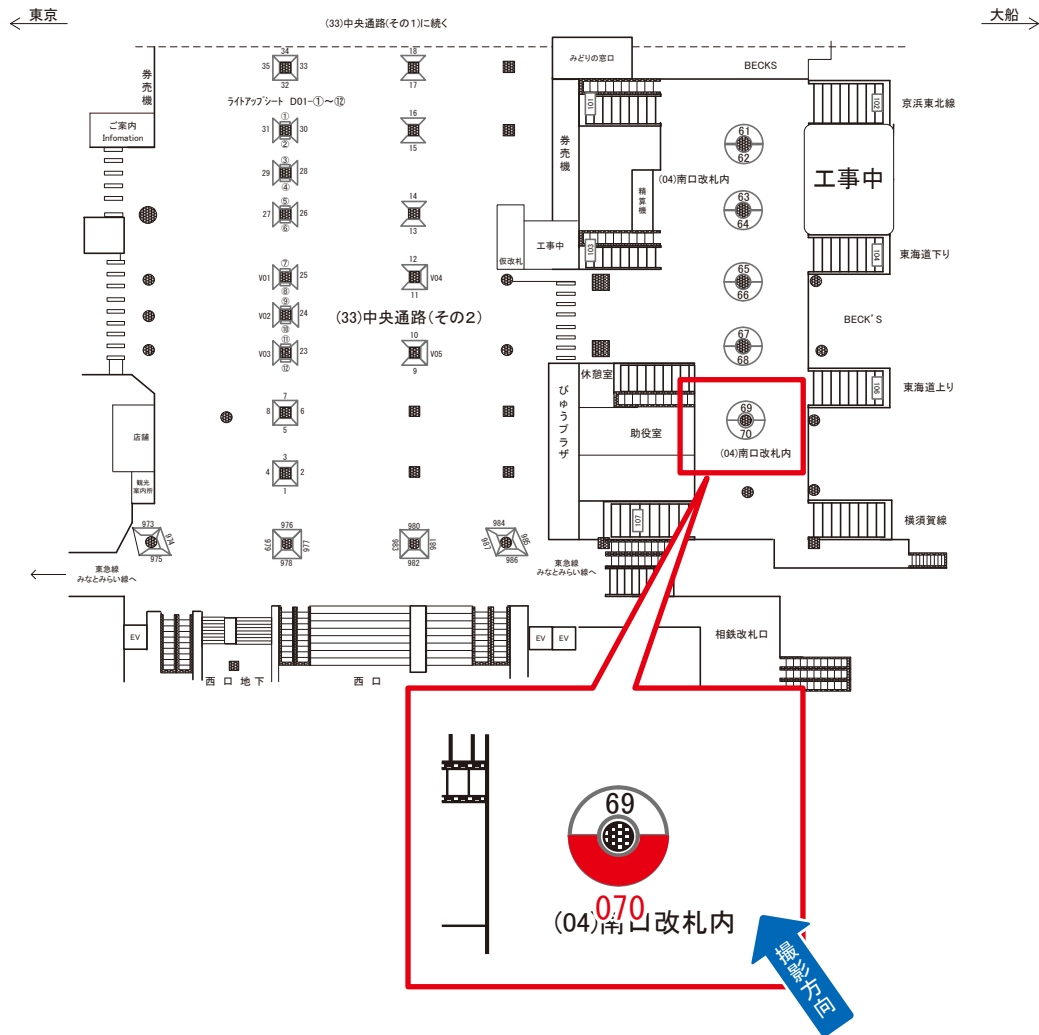 東京
(33)中央通路(その1)に続く
大船
34
35
33
32
18
17
みどりの窓口
BECKS
券売機
ライトアップシート D01-①～⑫
ご案内
Infomation
①
31
30
②
16
15
101
102
京浜東北線
61
62
券売機
③
29
28
④
(04)南口改札内
工事中
⑤
27
26
⑥
14
13
精算機
63
64
仮改札
工事中
103
104
東海道下り
⑦
V01
25
⑧
12
V04
11
65
66
⑨
V02
24
⑩
(33)中央通路(その2)
BECK'S
⑪
V03
23
⑫
10
V05
9
67
68
休憩室
びゅうプラザ
106
東海道上り
7
8
6
5
店舗
助役室
69
70
(04)南口改札内
3
4
2
1
観光
案内所
107
横須賀線
973
974
975
976
979
977
978
980
983
981
982
984
985
987
986
東急線
みなとみらい線へ
東急線
みなとみらい線へ
EV
EV
EV
相鉄改札口
西口地下
西口
69
070
(04)南口改札内
撮影方向